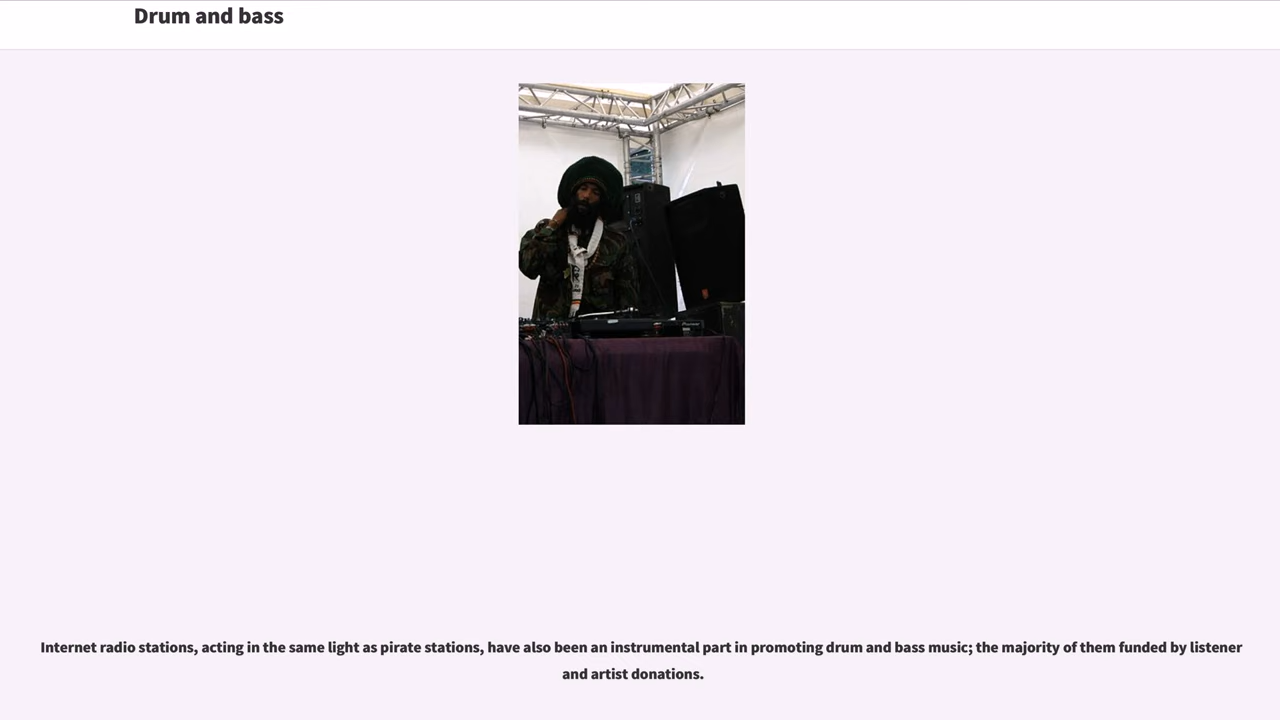 Drum and bass
Internet radio stations, acting in the same light as pirate stations, have also been an instrumental part in promoting drum and bass music; the majority of them funded by listener
and artist donations.